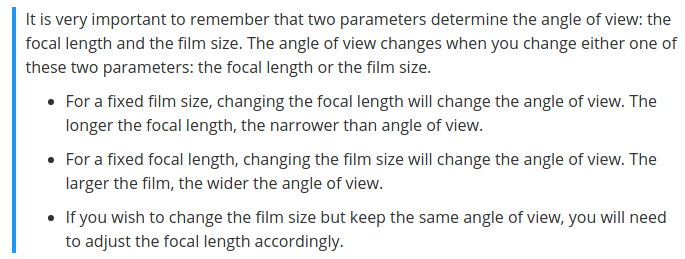 It is very important to remember that two parameters determine the angle of view: the
focal length and the film size. The angle of view changes when you change either one of
these two parameters: the focal length or the film size.
• For a fixed film size, changing the focal length will change the angle of view. The
longer the focal length, the narrower than angle of view.
• For a fixed focal length, changing the film size will change the angle of view. The
larger the film, the wider the angle of view.
• If you wish to change the film size but keep the same angle of view, you will need
to adjust the focal length accordingly.